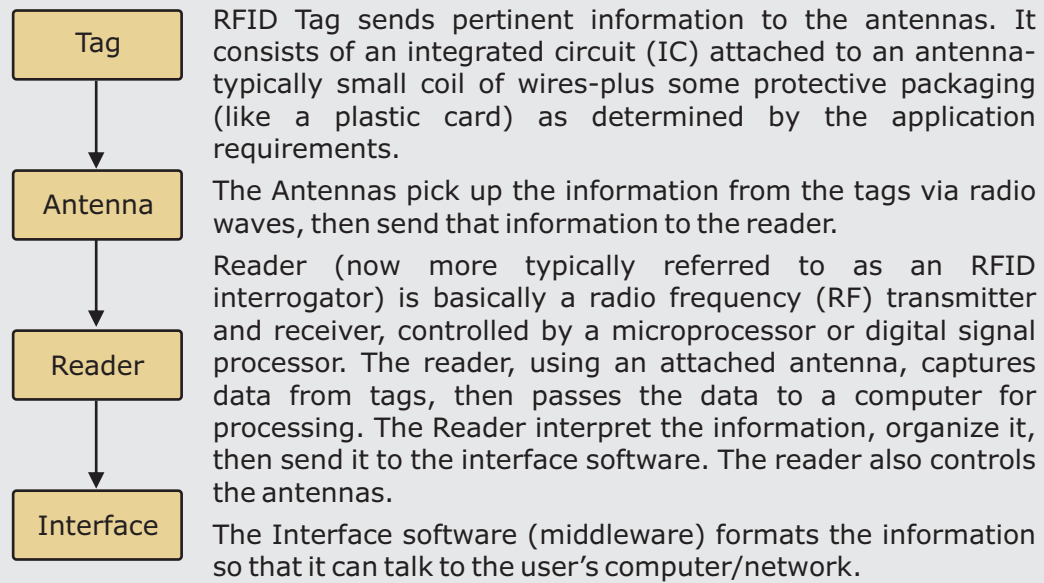 Tag
RFID Tag sends pertinent information to the antennas. It
consists of an integrated circuit (IC) attached to an antenna-
typically small coil of wires-plus some protective packaging
(like a plastic card) as determined by the application
requirements.
Antenna
The Antennas pick up the information from the tags via radio
waves, then send that information to the reader.
Reader
Reader (now more typically referred to as an RFID
interrogator) is basically a radio frequency (RF) transmitter
and receiver, controlled by a microprocessor or digital signal
processor. The reader, using an attached antenna, captures
data from tags, then passes the data to a computer for
processing. The Reader interpret the information, organize it,
then send it to the interface software. The reader also controls
the antennas.
Interface
The Interface software (middleware) formats the information
so that it can talk to the user's computer/network.